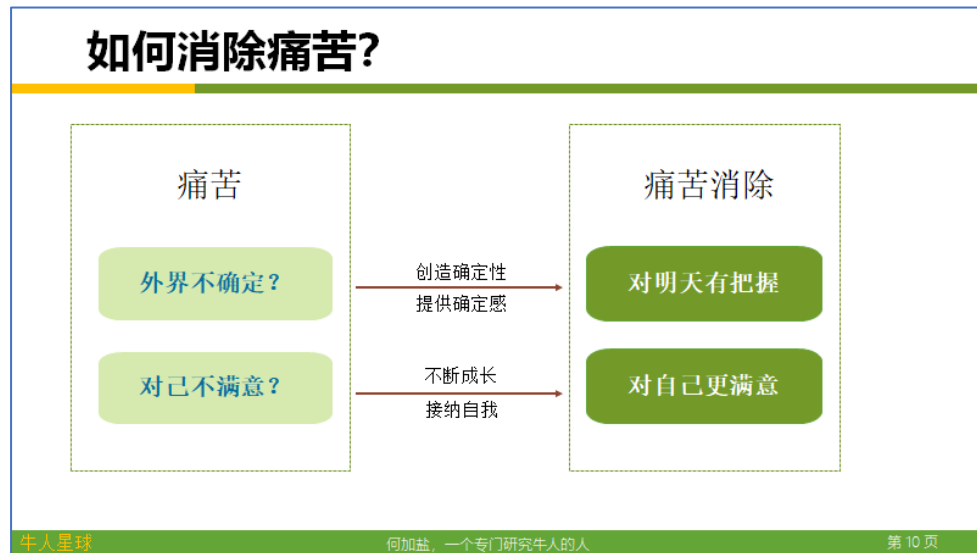 如何消除痛苦？
痛苦
外界不确定？
对己不满意？
创造确定性
提供确定感
不断成长
接纳自我
痛苦消除
对明天有把握
对自己更满意
牛人星球
何加盐，一个专门研究牛人的人
第 10 页